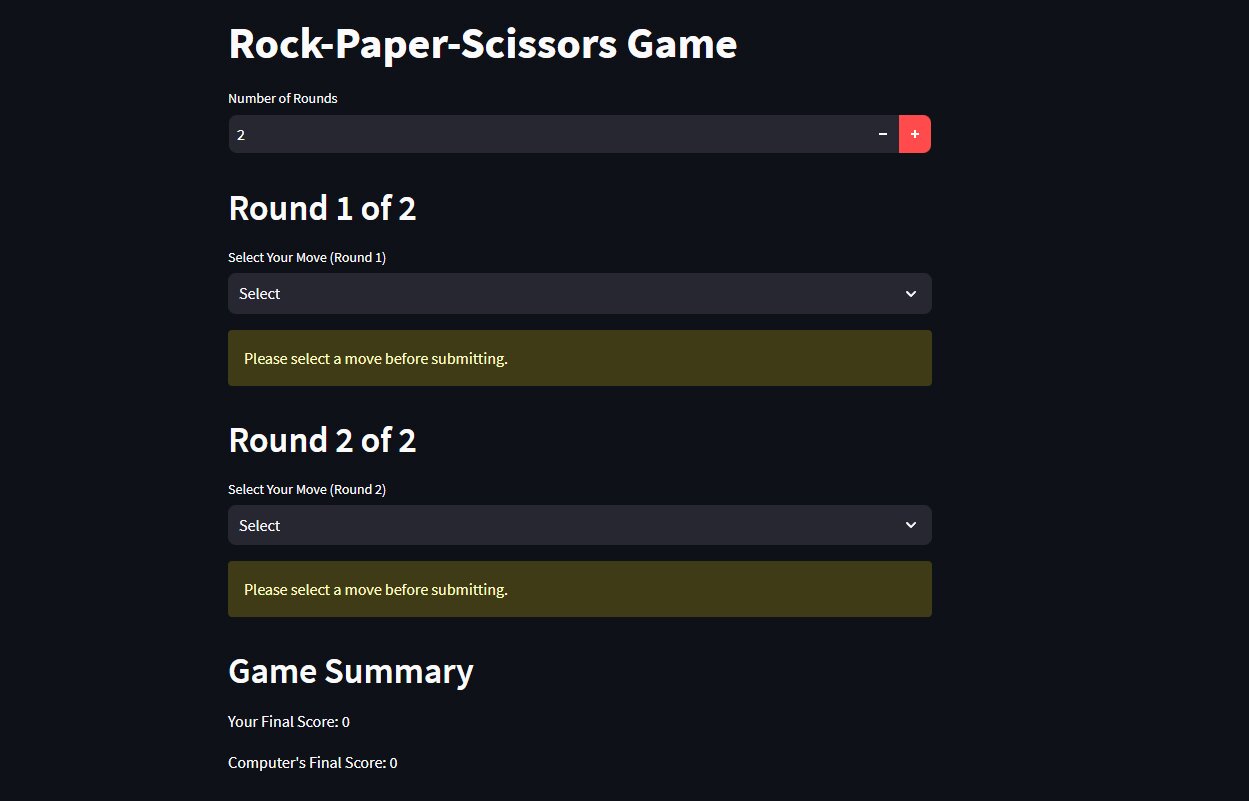 Rock-Paper-Scissors Game
Number of Rounds
2
Round 1 of 2
Select Your Move (Round 1)
Select
Please select a move before submitting.
Round 2 of 2
Select Your Move (Round 2)
Select
Please select a move before submitting.
Game Summary
Your Final Score: 0
Computer's Final Score: 0